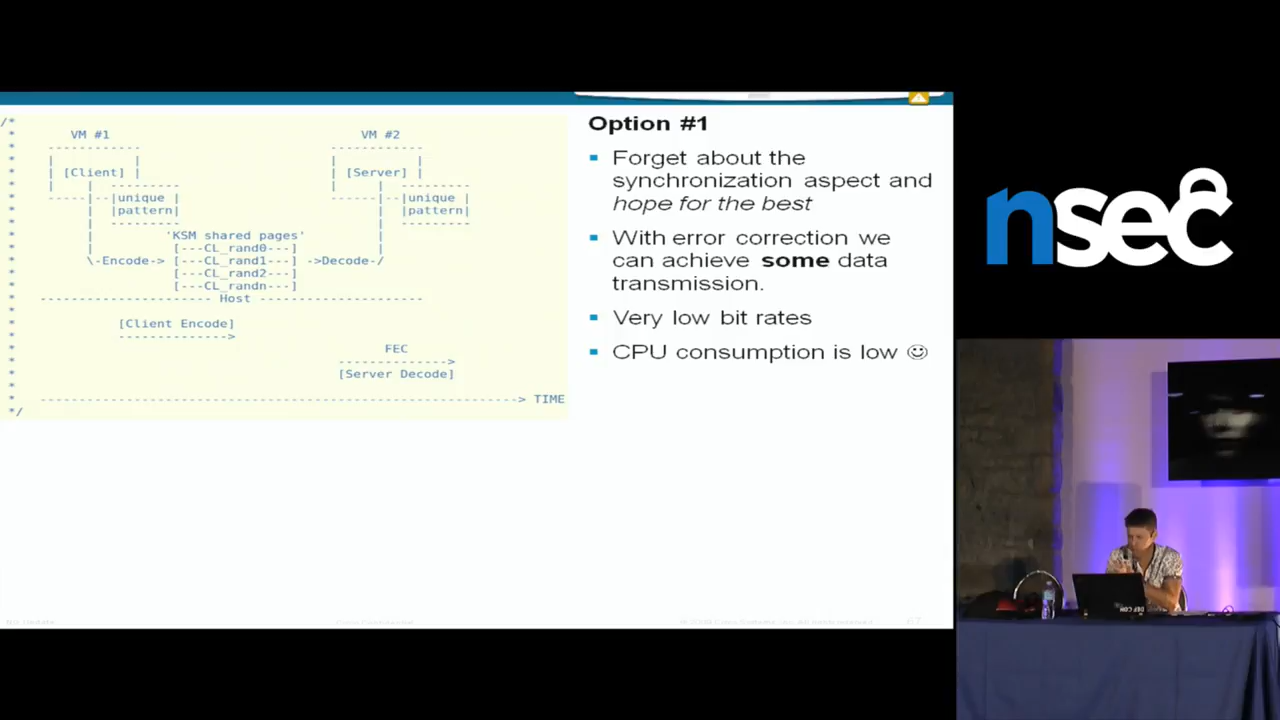 /*
* VM #1 VM #2
* ------------ ------------
* | | | |
* | [Client] | | [Server] |
* | | --------- | | ---------
* -----|--|unique | -----|--|unique |
* | |pattern| | |pattern|
* | --------- | ---------
* | 'KSM shared pages' |
* | [---CL_rand0---] |
* \-Encode-> [---CL_rand1---] ->Decode-/
* [---CL_rand2---]
* [---CL_randn---]
* ---------------------- Host ---------------------
* [Client Encode]
* -------------->
* FEC
* -------------->
* [Server Decode]
*
* -------------------------------------------------------------> TIME
*/
Option #1
Forget about the
synchronization aspect and
hope for the best
With error correction we
can achieve some data
transmission.
Very low bit rates
CPU consumption is low ☺
67
nsec
DEFCON